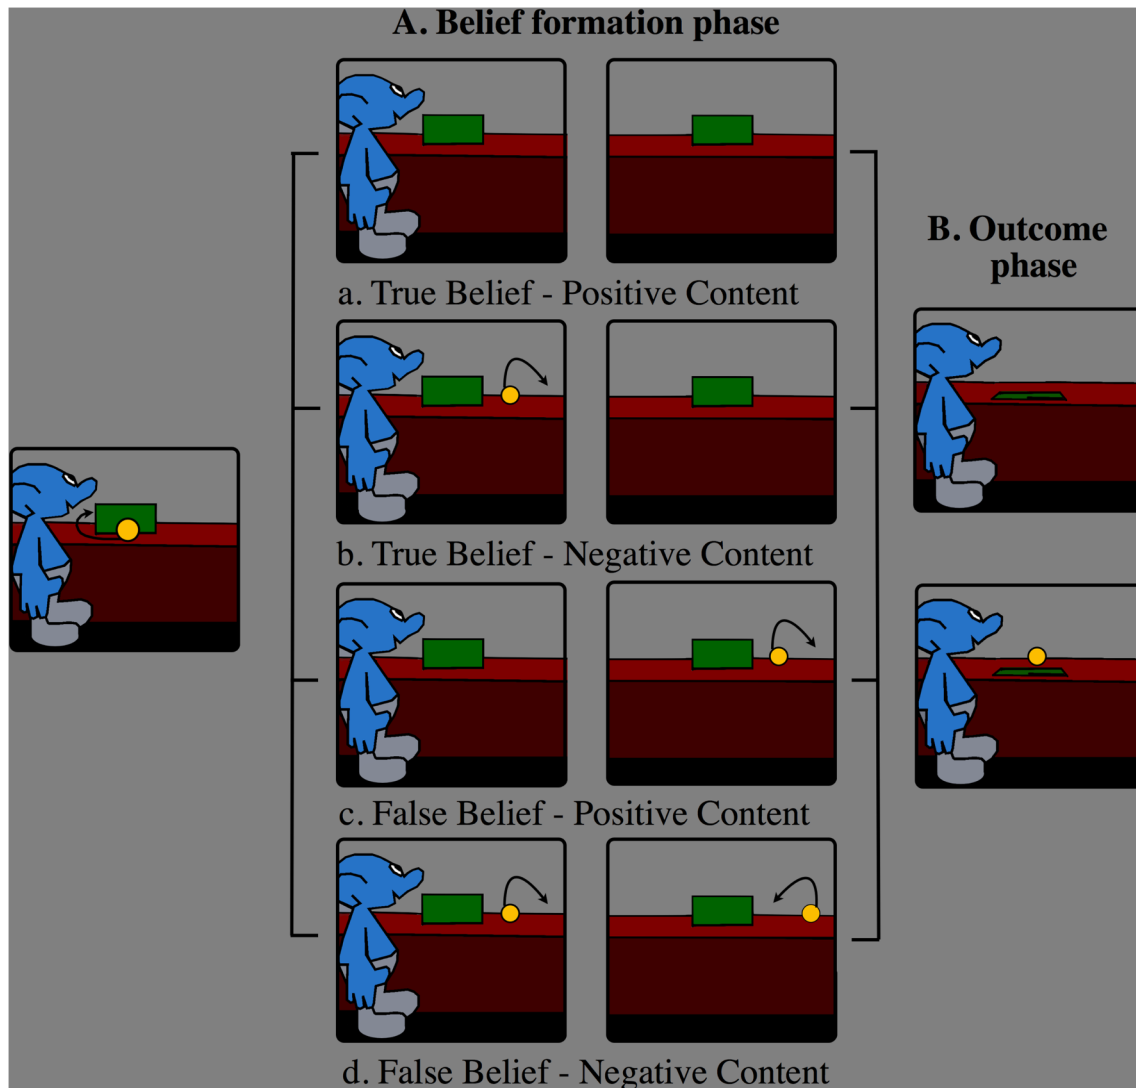 A. Belief formation phase
a. True Belief - Positive Content
B. Outcome
phase
b. True Belief - Negative Content
c. False Belief - Positive Content
d. False Belief - Negative Content